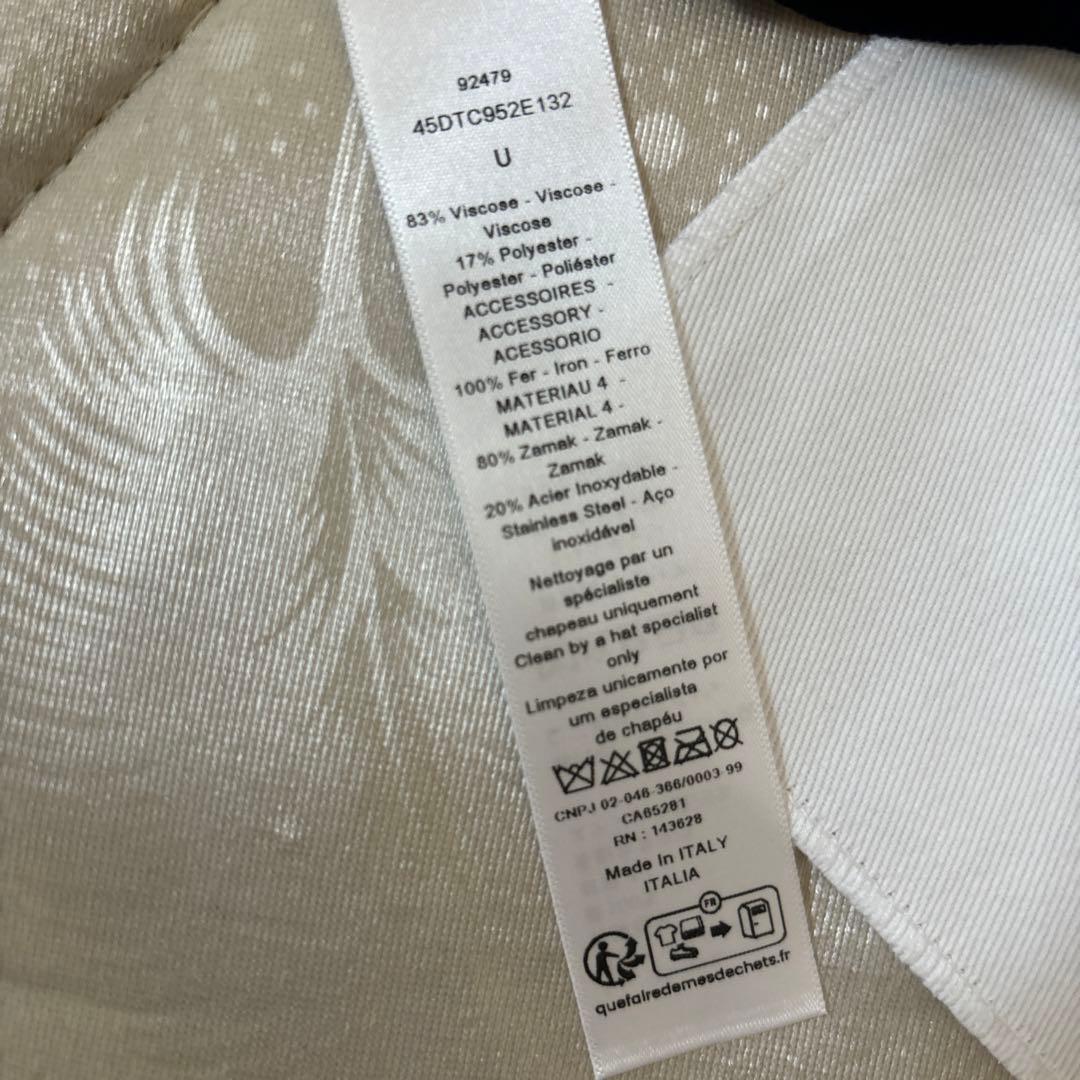 92479
45DTC952E132
U
83% Viscose - Viscose -
Viscose
17% Polyester -
Polyester - Poliéster
ACCESSOIRES -
ACCESSORY -
ACESSORIO
100% Fer - Iron - Ferro
MATERIAU 4 -
MATERIAL 4 -
80% Zamak - Zamak -
Zamak
20% Acier Inoxydable -
Stainless Steel - Aço
inoxidável
Nettoyage par un
spécialiste
chapeau uniquement
Clean by a hat specialist
only
Limpeza unicamente por
um especialista
de chapéu
CNPJ 02-046-366/0003-99
CA65281
RN : 143628
Made In ITALY
ITALIA
FR
quefairedemesdechets.fr